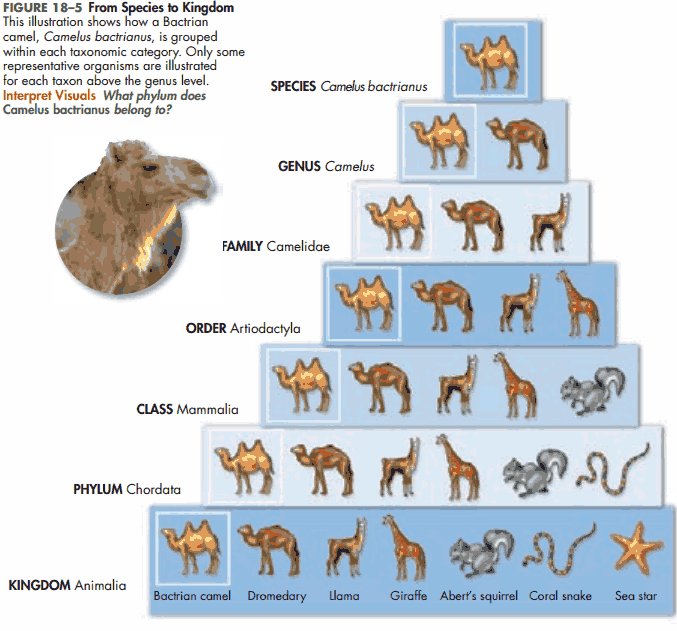 FIGURE 18–5 From Species to Kingdom
This illustration shows how a Bactrian
camel, Camelus bactrianus, is grouped
within each taxonomic category. Only some
representative organisms are illustrated
for each taxon above the genus level.
Interpret Visuals What phylum does
Camelus bactrianus belong to?
SPECIES Camelus bactrianus
GENUS Camelus
FAMILY Camelidae
ORDER Artiodactyla
CLASS Mammalia
PHYLUM Chordata
KINGDOM Animalia
Bactrian camel Dromedary Llama Giraffe Abert's squirrel Coral snake Sea star